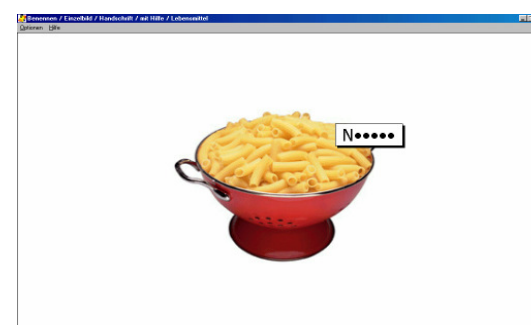 Benennen / Einzelbild / Handschrift / mit Hilfe / Lebensmittel
Optionen Hilfe
N•••••